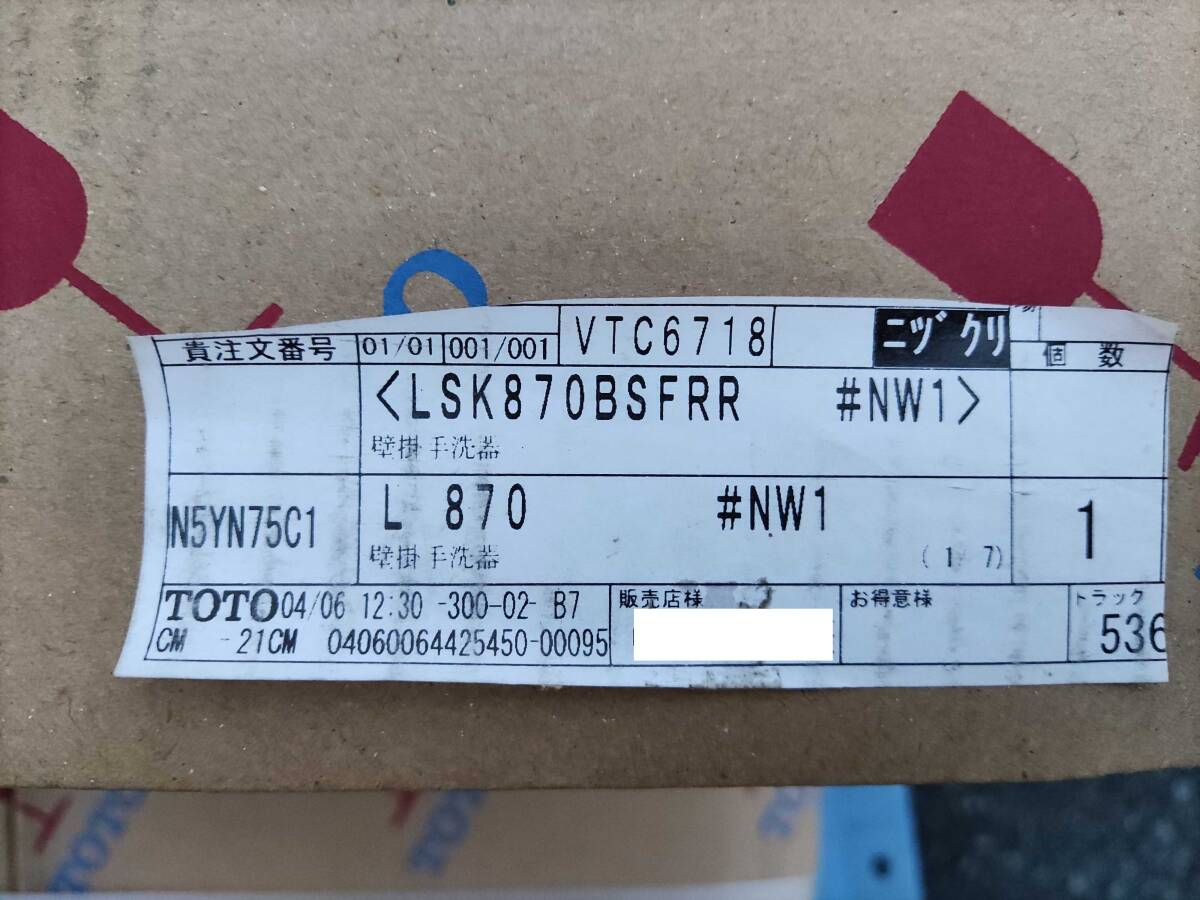 貴注文番号 01/01 001/001 VTC6718 ニヅクリ
個数
<LSK870BSFRR #NW1>
壁掛手洗器
N5YN75C1 L 870 #NW1 1
壁掛手洗器 (1/7)
TOTO 04/06 12:30 -300-02- B7 販売店様 お得意様 トラック
CM -21CM 04060064425450-00095 536